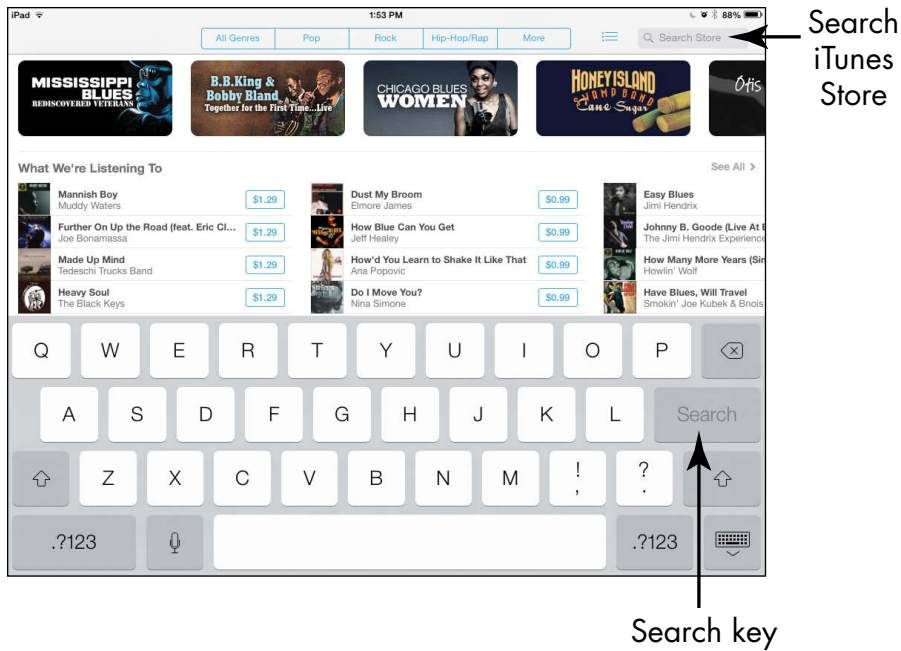 iPad 1:53 PM 88%
All Genres Pop Rock Hip-Hop/Rap More Search Store
Search
iTunes
Store
MISSISSIPPI
BLUES
REDISCOVERED VETERANS
B.B.King &
Bobby Bland
Together for the First Time...Live
CHICAGO BLUES
WOMEN
HONEY ISLAND
SWAMP BAND
Cane Sugar
Otis
What We're Listening To See All >
Mannish Boy
Muddy Waters
$1.29
Dust My Broom
Elmore James
$0.99
Easy Blues
Jimi Hendrix
Further On Up the Road (feat. Eric Cl...
Joe Bonamassa
$1.29
How Blue Can You Get
Jeff Healey
$0.99
Johnny B. Goode (Live At
The Jimi Hendrix Experience
Made Up Mind
Tedeschi Trucks Band
$1.29
How'd You Learn to Shake It Like That
Ana Popovic
$0.99
How Many More Years (Sin
Howlin' Wolf
Heavy Soul
The Black Keys
$1.29
Do I Move You?
Nina Simone
$0.99
Have Blues, Will Travel
Smokin' Joe Kubek & Bnois
Q W E R T Y U I O P
A S D F G H J K L Search
Z X C V B N M ! , ? .
.?123 .?123
Search key